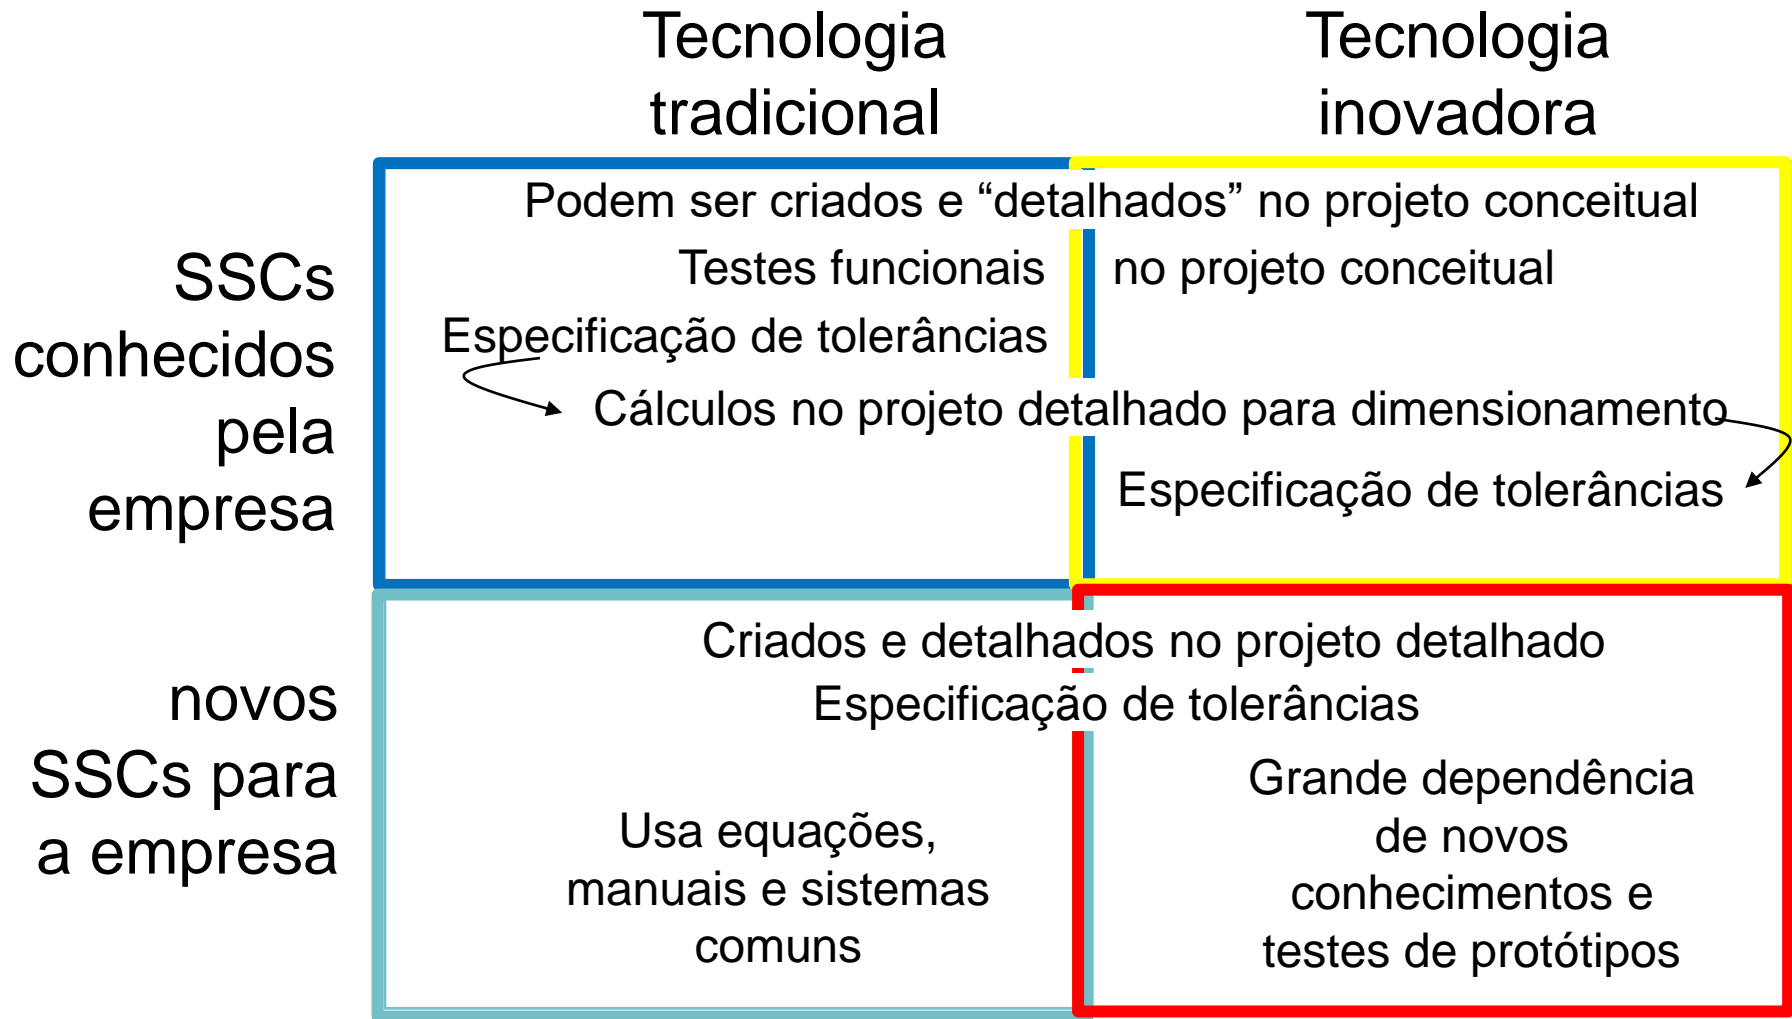 Tecnologia
tradicional
Tecnologia
inovadora
SSCs
conhecidos
pela
empresa
Podem ser criados e “detalhados” no projeto conceitual
Testes funcionais
no projeto conceitual
Especificação de tolerâncias
Cálculos no projeto detalhado para dimensionamento
Especificação de tolerâncias
novos
SSCs para
a empresa
Criados e detalhados no projeto detalhado
Especificação de tolerâncias
Usa equações,
manuais e sistemas
comuns
Grande dependência
de novos
conhecimentos e
testes de protótipos